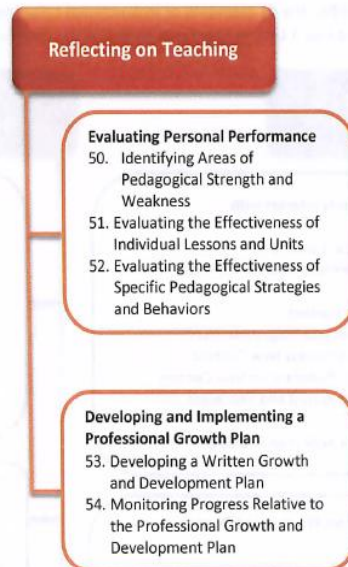 Reflecting on Teaching
Evaluating Personal Performance
50. Identifying Areas of
Pedagogical Strength and
Weakness
51. Evaluating the Effectiveness of
Individual Lessons and Units
52. Evaluating the Effectiveness of
Specific Pedagogical Strategies
and Behaviors
Developing and Implementing a
Professional Growth Plan
53. Developing a Written Growth
and Development Plan
54. Monitoring Progress Relative to
the Professional Growth and
Development Plan